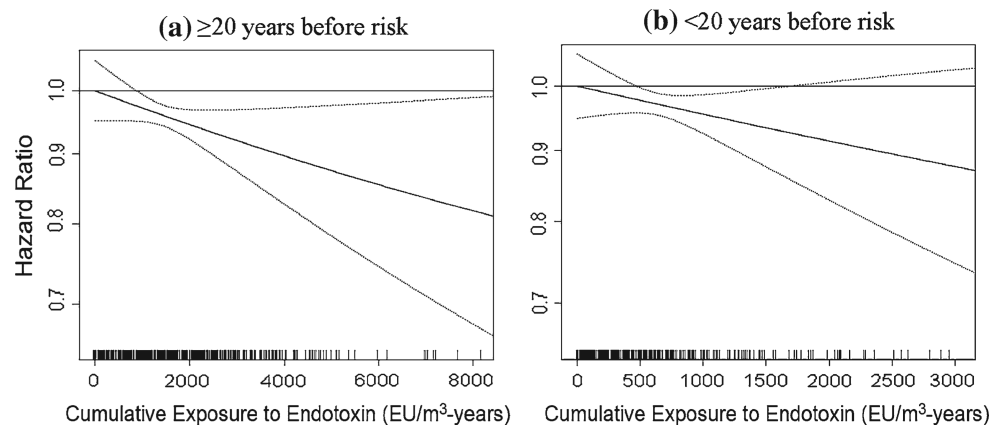 (a) ≥20 years before risk
(b) <20 years before risk
Hazard Ratio
1.0
0.9
0.8
0.7
0 2000 4000 6000 8000
Cumulative Exposure to Endotoxin (EU/m³-years)
1.0
0.9
0.8
0.7
0 500 1000 1500 2000 2500 3000
Cumulative Exposure to Endotoxin (EU/m³-years)